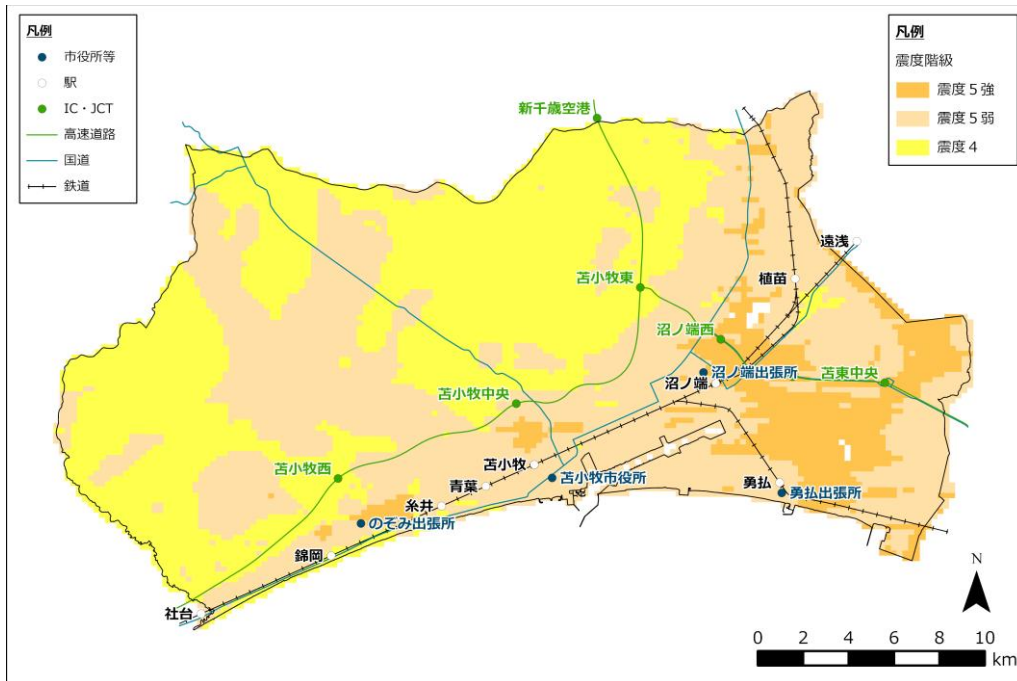 凡例
市役所等
駅
IC・JCT
高速道路
国道
鉄道
凡例
震度階級
震度５強
震度５弱
震度４
新千歳空港
遠浅
植苗
苫小牧東
沼ノ端西
沼ノ端出張所
沼ノ端
苫東中央
苫小牧中央
苫小牧
苫小牧西
青葉
苫小牧市役所
勇払
勇払出張所
糸井
のぞみ出張所
錦岡
社台
N
0 2 4 6 8 10
km